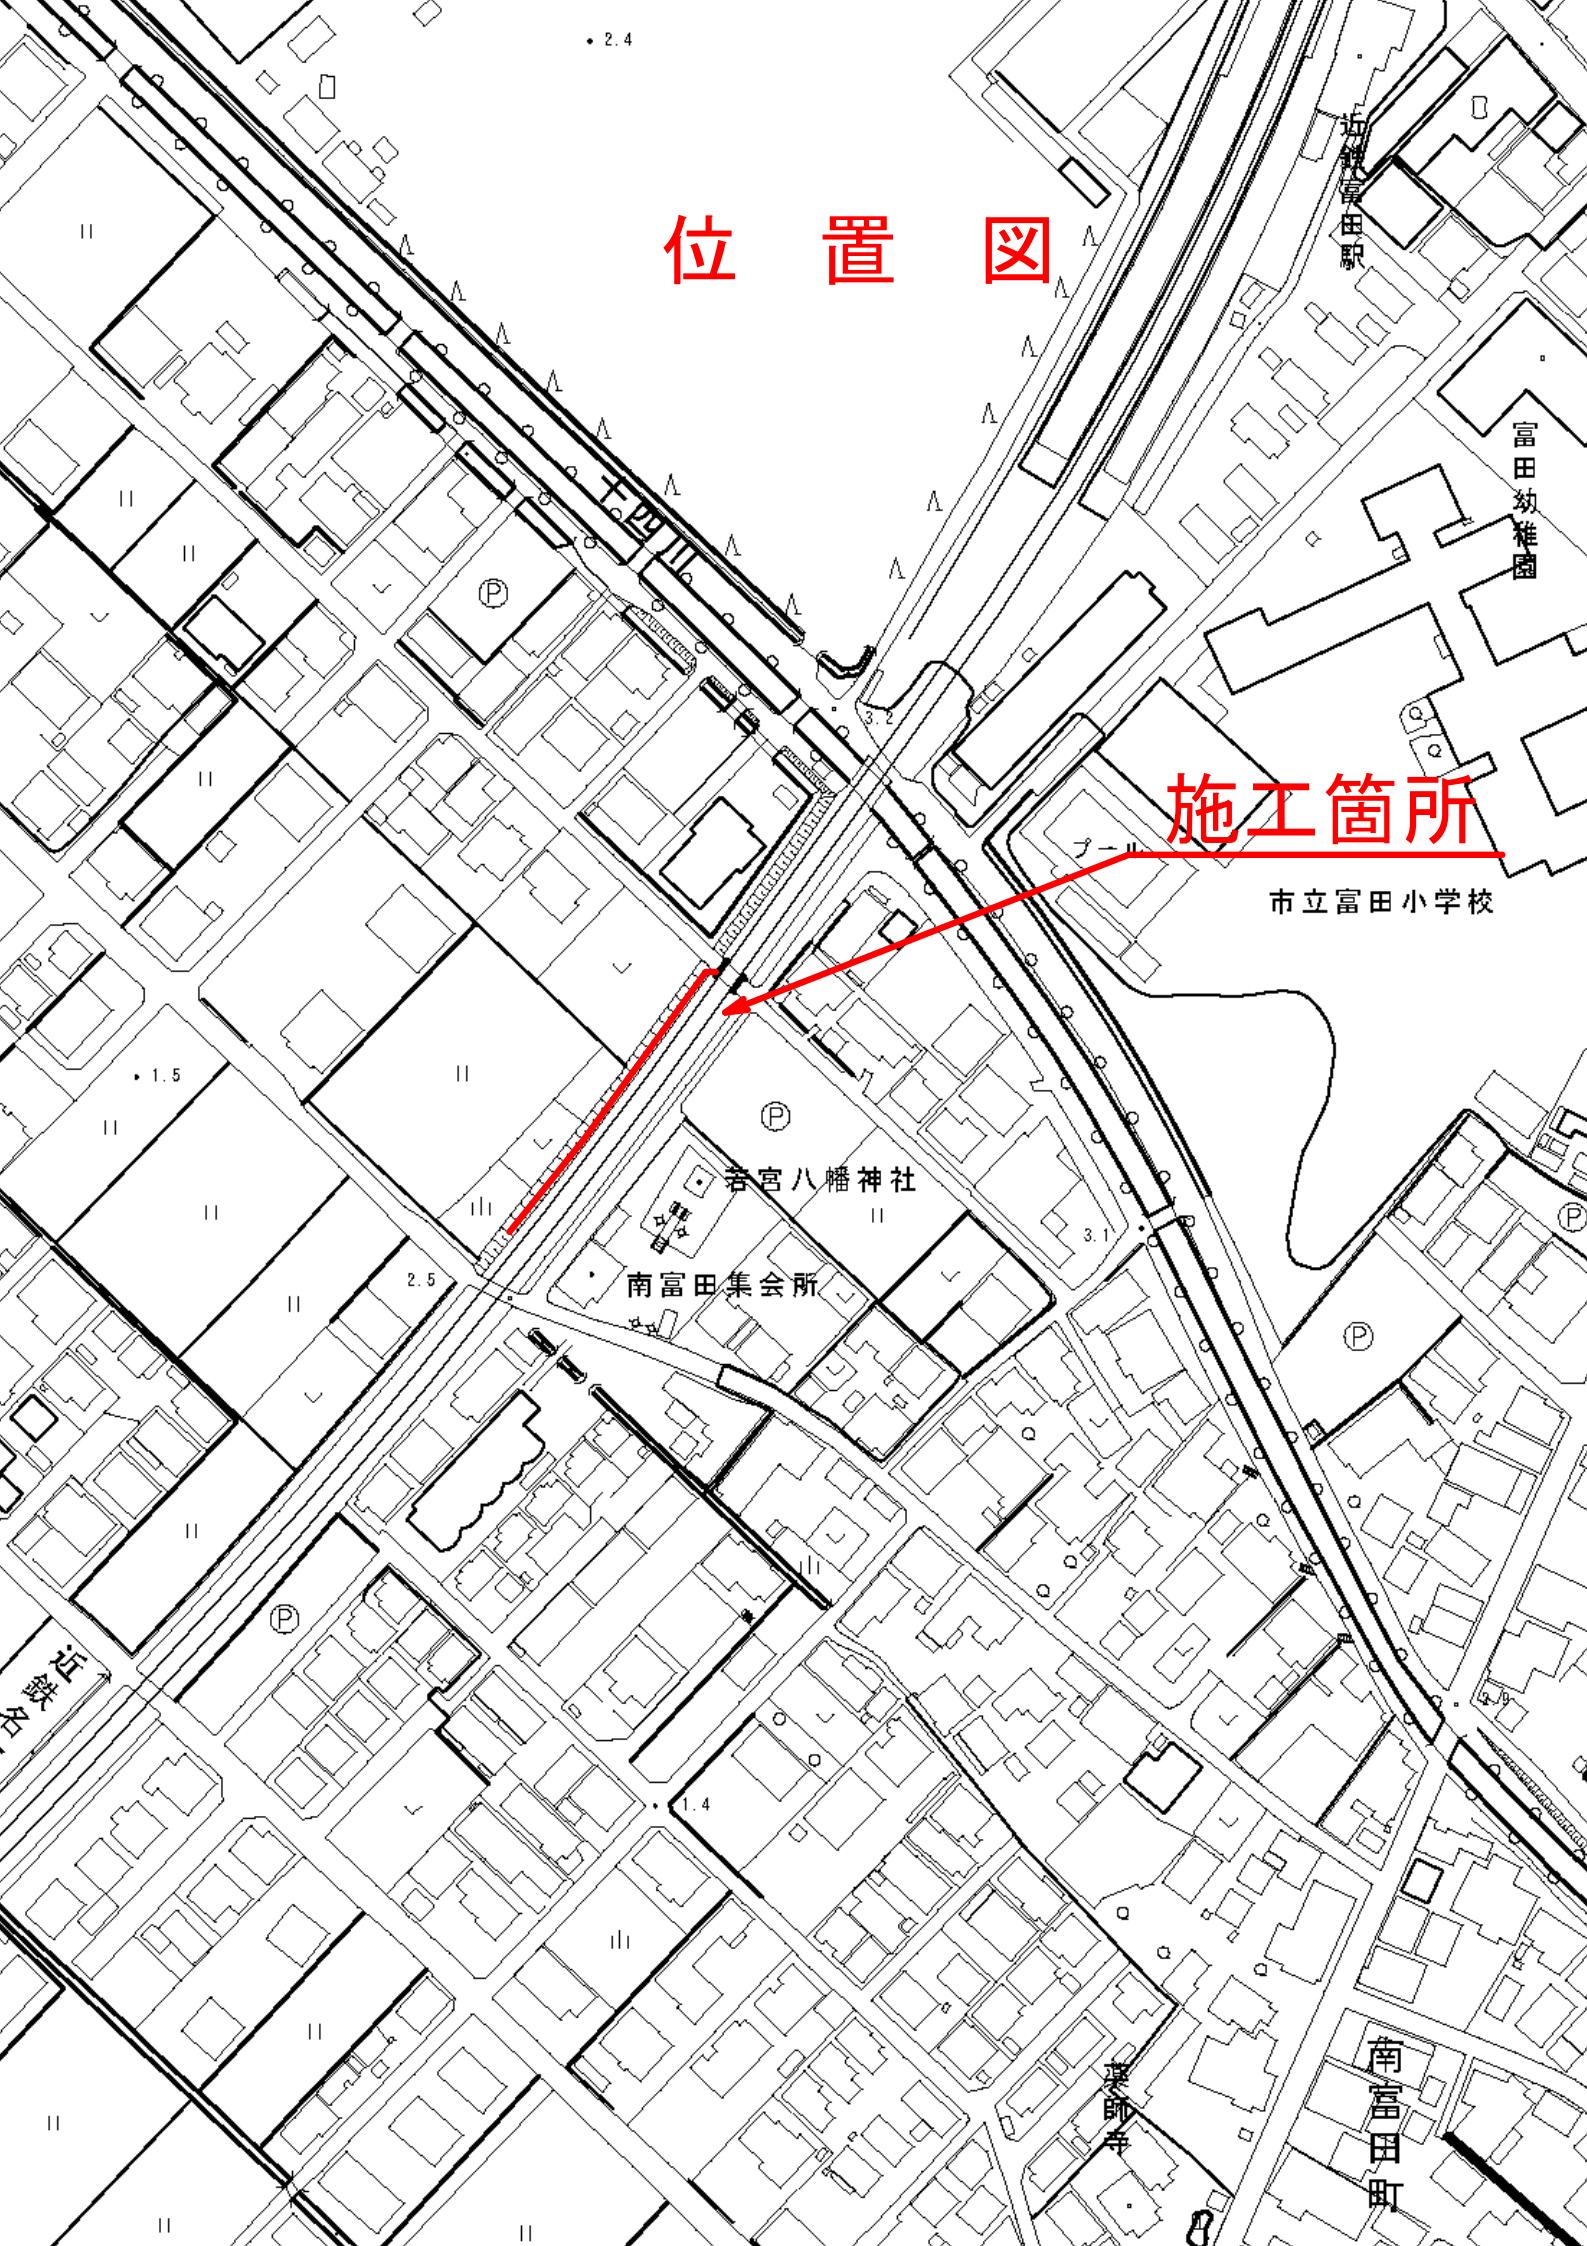 2.4
近鉄富田駅
位置図
富田幼稚園
十四川
P
3.2
施工箇所
プール
市立富田小学校
1.5
P
若宮八幡神社
P
3.1
2.5
南富田集会所
P
P
近鉄名
2.9
1.4
薬師寺
南富田町